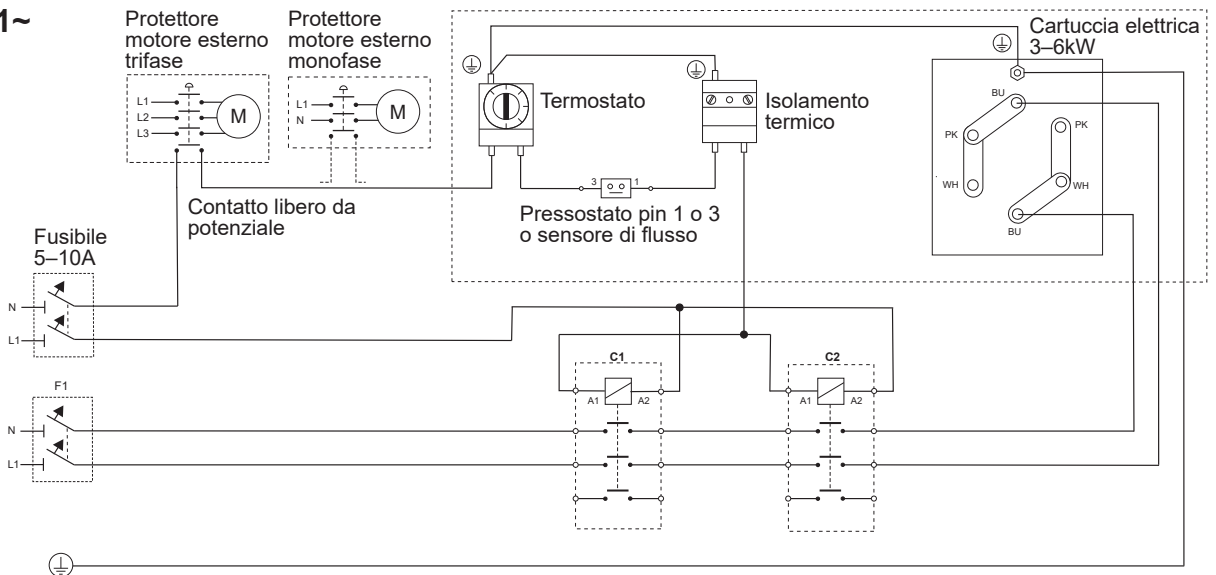 1~
Protettore
motore esterno
trifase
Protettore
motore esterno
monofase
Cartuccia elettrica
3–6kW
L1
L2
L3
M
L1
N
M
Termostato
Isolamento
termico
BU
PK
WH
PK
WH
BU
3
1
Pressostato pin 1 o 3
o sensore di flusso
Contatto libero da
potenziale
Fusibile
5–10A
N
L1
C1
C2
A1
A2
A1
A2
F1
N
L1